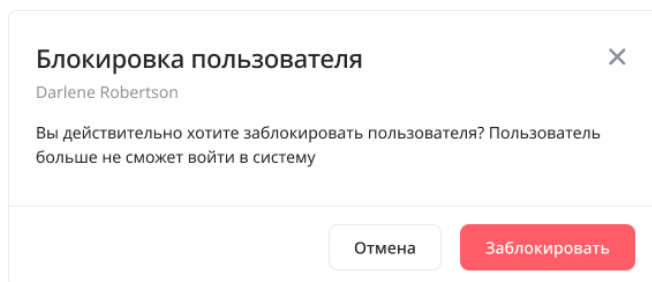 Блокировка пользователя
Darlene Robertson
Вы действительно хотите заблокировать пользователя? Пользователь
больше не сможет войти в систему
Отмена
Заблокировать